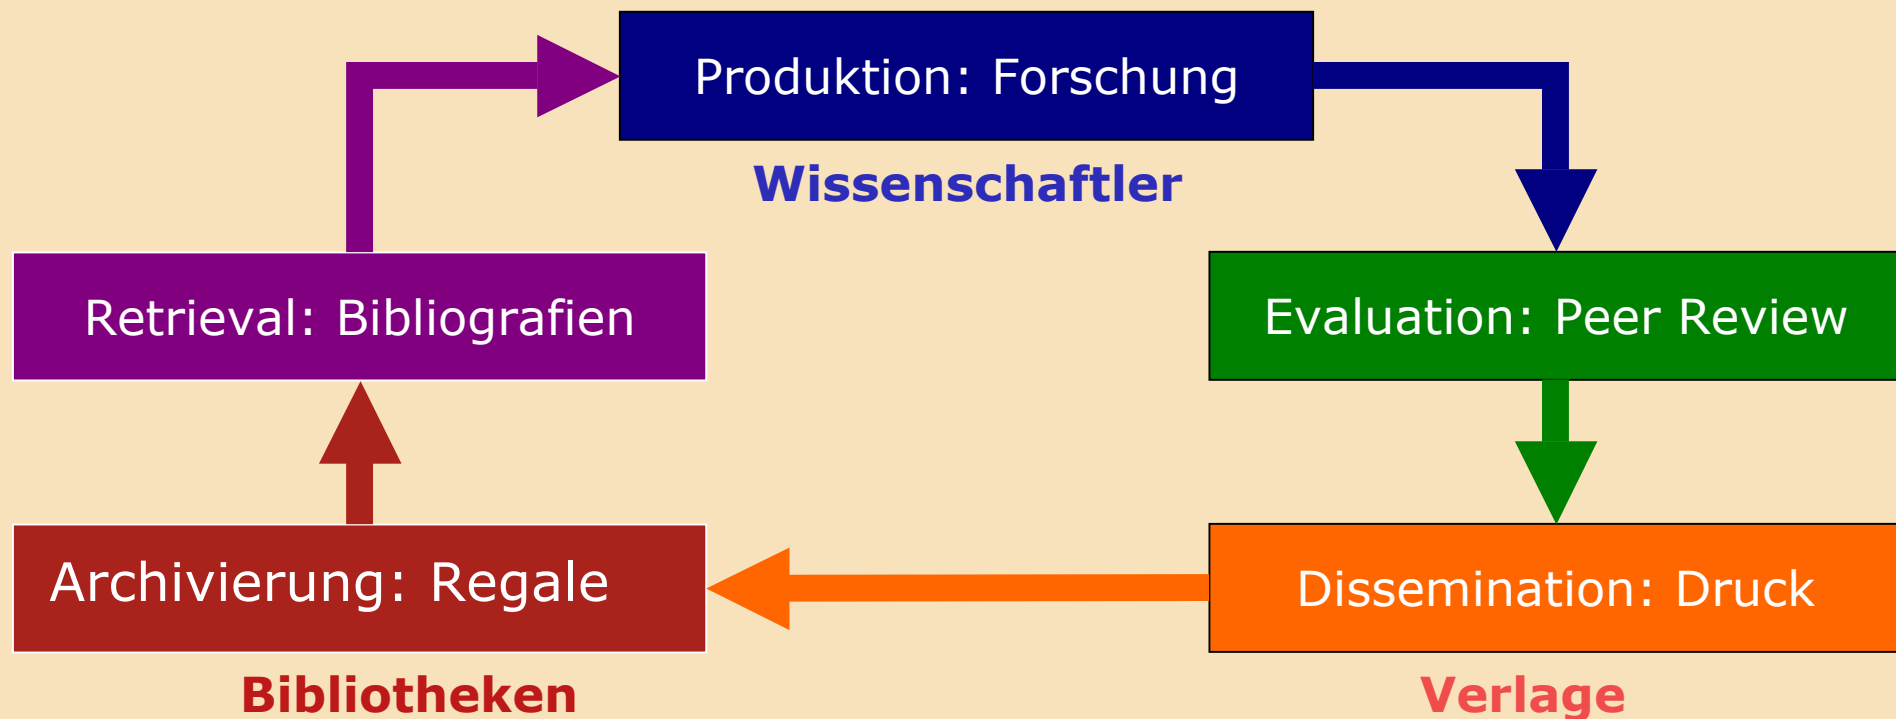 Produktion: Forschung
Wissenschaftler
Retrieval: Bibliografien
Evaluation: Peer Review
Archivierung: Regale
Dissemination: Druck
Bibliotheken
Verlage